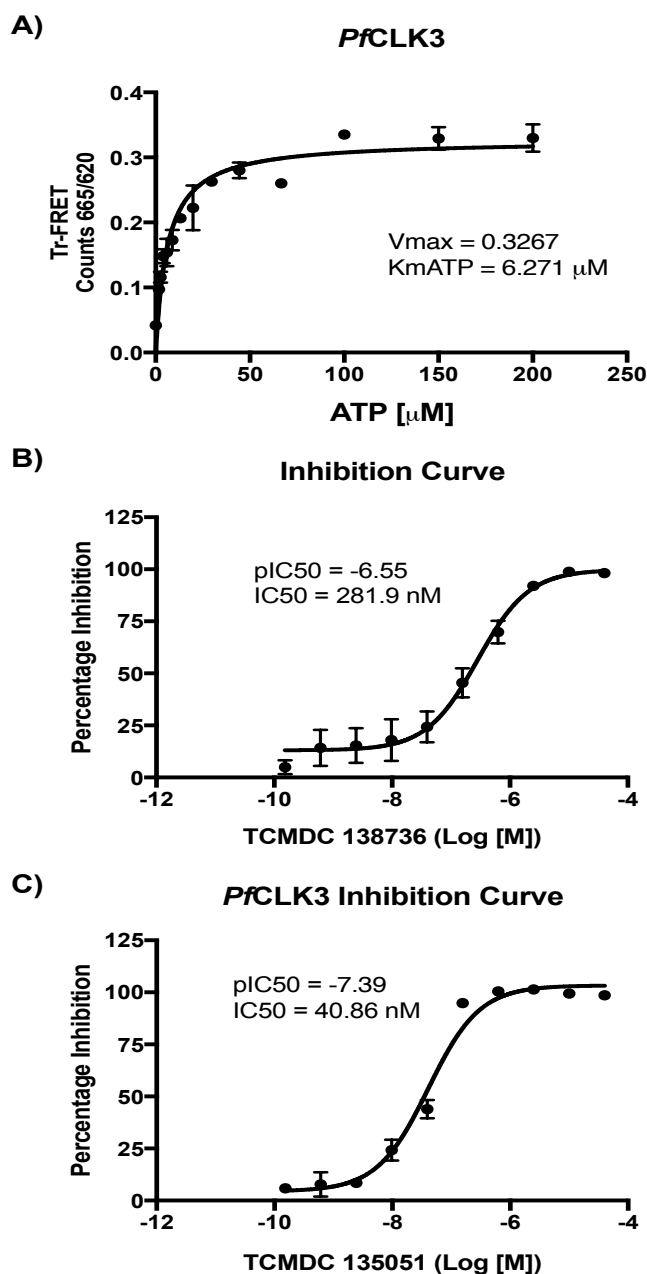 A)
PfCLK3
0.4
0.3
0.2
0.1
0.0
Tr-FRET
Counts 665/620
Vmax = 0.3267
KmATP = 6.271 μM
0 50 100 150 200 250
ATP [μM]
B)
Inhibition Curve
125
100
75
50
25
0
Percentage Inhibition
pIC50 = -6.55
IC50 = 281.9 nM
-12 -10 -8 -6 -4
TCMDC 138736 (Log [M])
C)
PfCLK3 Inhibition Curve
125
100
75
50
25
0
Percentage Inhibition
pIC50 = -7.39
IC50 = 40.86 nM
-12 -10 -8 -6 -4
TCMDC 135051 (Log [M])